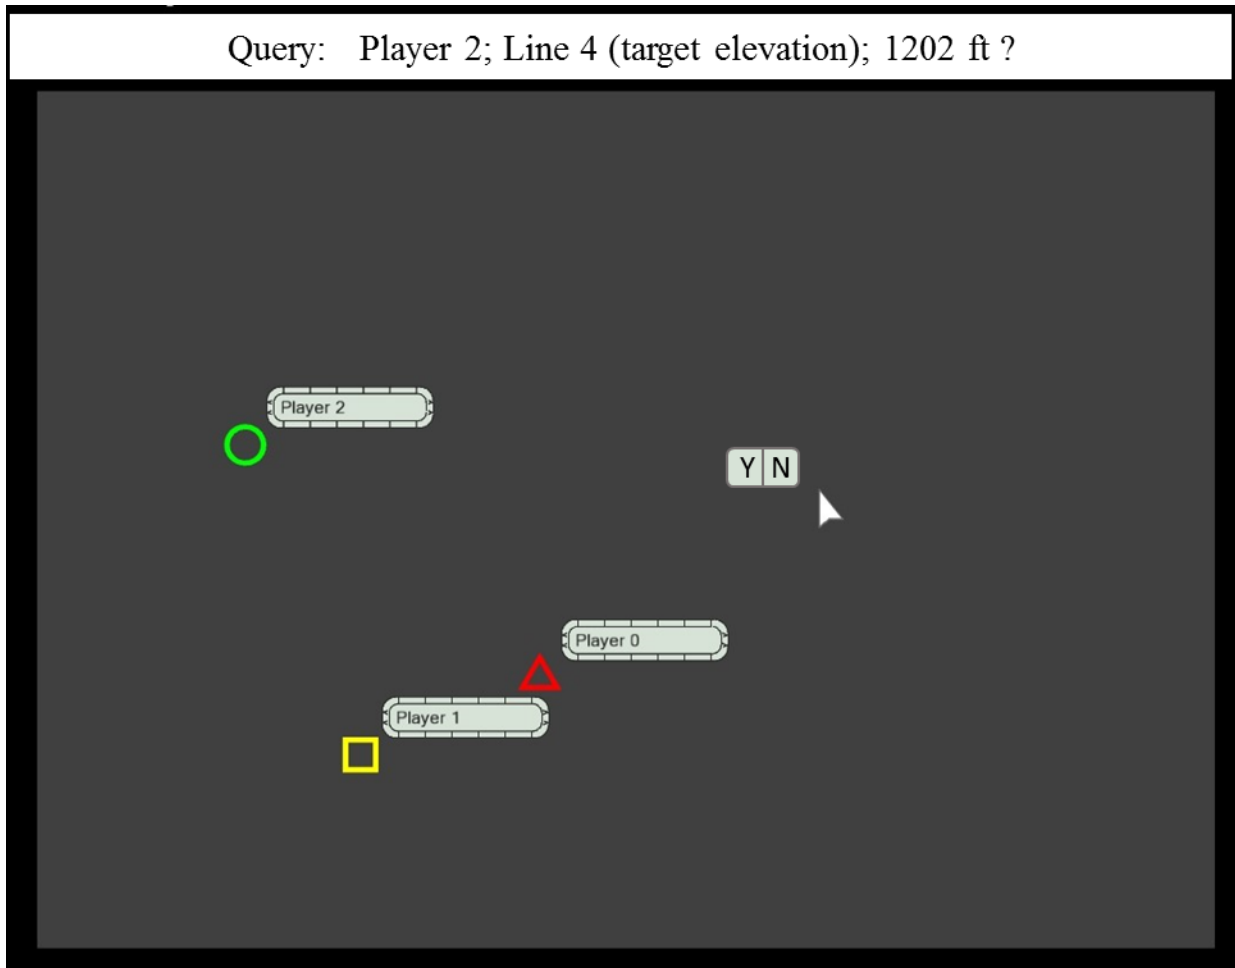 Query: Player 2; Line 4 (target elevation); 1202 ft ?
Player 2
Y N
Player 0
Player 1